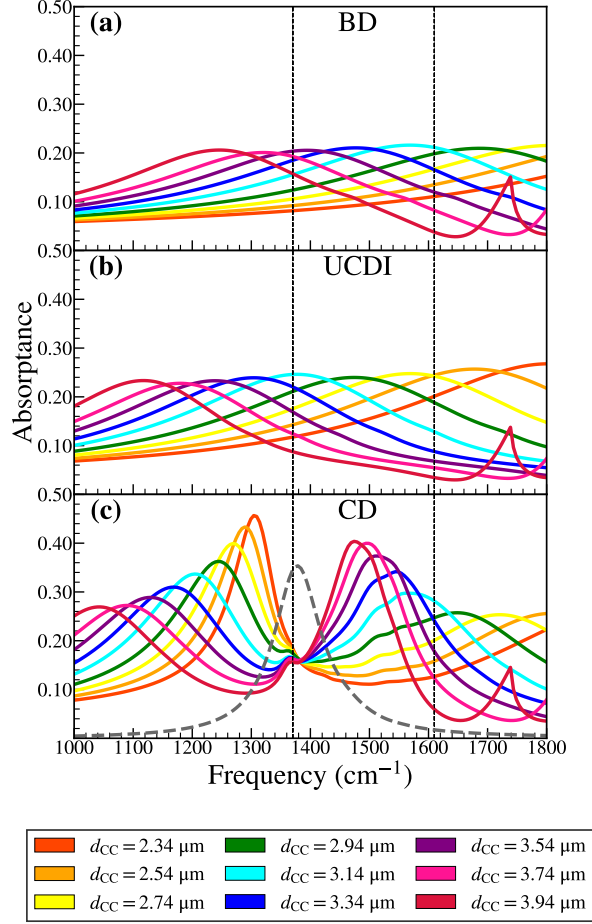 0.50
(a)
BD
0.40
0.30
0.20
0.10
0.50
(b)
UCDI
0.40
0.30
0.20
0.10
Absorptance
0.50
(c)
CD
0.40
0.30
0.20
0.10
1000 1100 1200 1300 1400 1500 1600 1700 1800
Frequency (cm⁻¹)
d_CC = 2.34 μm d_CC = 2.94 μm d_CC = 3.54 μm
d_CC = 2.54 μm d_CC = 3.14 μm d_CC = 3.74 μm
d_CC = 2.74 μm d_CC = 3.34 μm d_CC = 3.94 μm